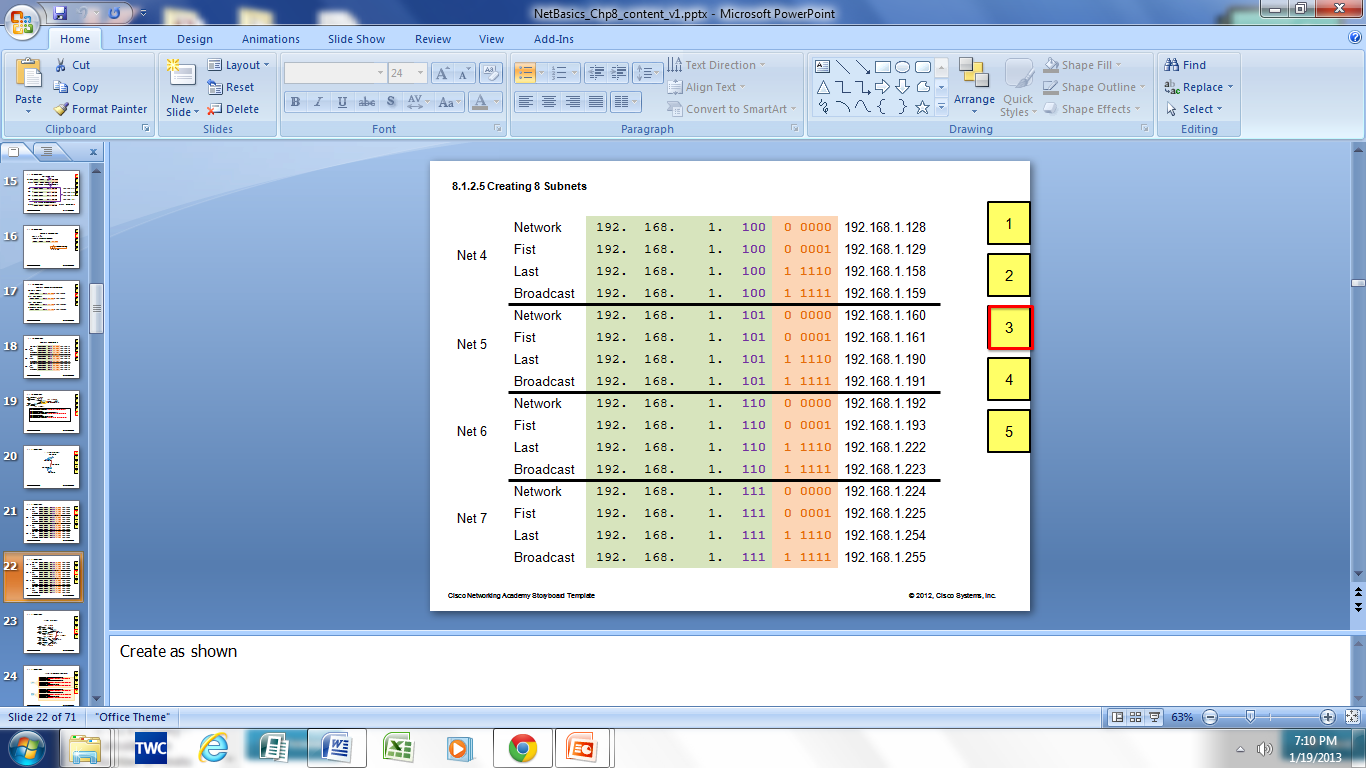 NetBasics_Chp8_content_v1.pptx - Microsoft PowerPoint
Home Insert Design Animations Slide Show Review View Add-Ins
Paste
Cut
Copy
Format Painter
Clipboard
New Slide
Layout
Reset
Delete
Slides
24
B I U abc S AV Aa A
Font
Text Direction
Align Text
Convert to SmartArt
Paragraph
Arrange
Quick Styles
Shape Fill
Shape Outline
Shape Effects
Drawing
Find
Replace
Select
Editing
15
16
17
18
19
20
21
22
23
24
8.1.2.5 Creating 8 Subnets
Net 4
Network 192. 168. 1. 100 0 0000 192.168.1.128
Fist 192. 168. 1. 100 0 0001 192.168.1.129
Last 192. 168. 1. 100 1 1110 192.168.1.158
Broadcast 192. 168. 1. 100 1 1111 192.168.1.159
Net 5
Network 192. 168. 1. 101 0 0000 192.168.1.160
Fist 192. 168. 1. 101 0 0001 192.168.1.161
Last 192. 168. 1. 101 1 1110 192.168.1.190
Broadcast 192. 168. 1. 101 1 1111 192.168.1.191
Net 6
Network 192. 168. 1. 110 0 0000 192.168.1.192
Fist 192. 168. 1. 110 0 0001 192.168.1.193
Last 192. 168. 1. 110 1 1110 192.168.1.222
Broadcast 192. 168. 1. 110 1 1111 192.168.1.223
Net 7
Network 192. 168. 1. 111 0 0000 192.168.1.224
Fist 192. 168. 1. 111 0 0001 192.168.1.225
Last 192. 168. 1. 111 1 1110 192.168.1.254
Broadcast 192. 168. 1. 111 1 1111 192.168.1.255
1
2
3
4
5
Cisco Networking Academy Storyboard Template
© 2012, Cisco Systems, Inc.
Create as shown
Slide 22 of 71 "Office Theme" 63%
TWC
7:10 PM
1/19/2013